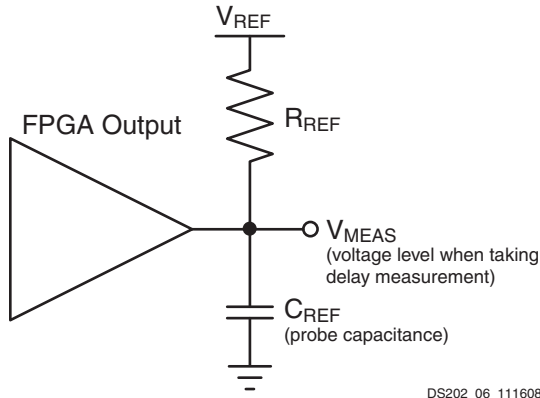 VREF
FPGA Output
RREF
VMEAS
(voltage level when taking
delay measurement)
CREF
(probe capacitance)
DS202_06_111608